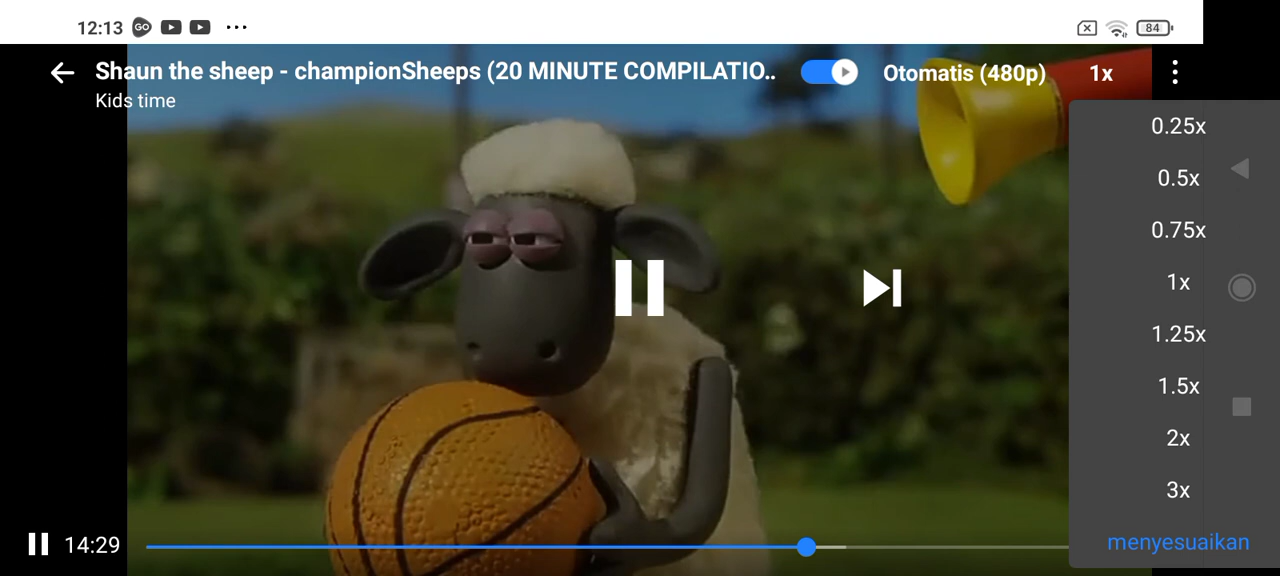 12:13 GO 84
Shaun the sheep - championSheeps (20 MINUTE COMPILATIO.. Otomatis (480p) 1x
Kids time
0.25x
0.5x
0.75x
1x
1.25x
1.5x
2x
3x
14:29 menyesuaikan